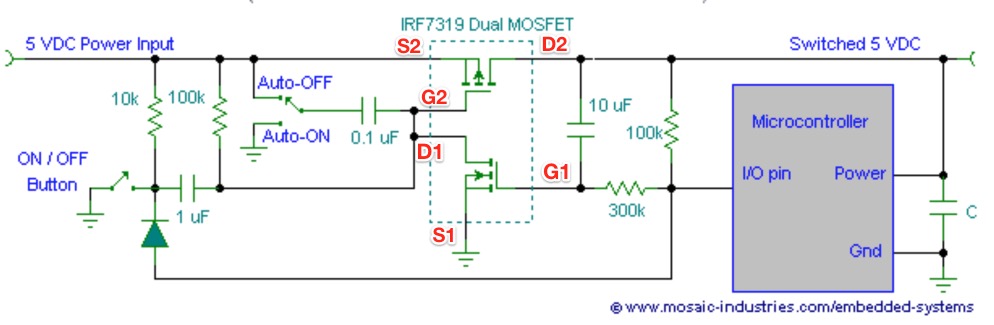 IRF7319 Dual MOSFET
5 VDC Power Input
S2
D2
Switched 5 VDC
Auto-OFF
10k
100k
G2
10 uF
0.1 uF
Auto-ON
100k
Microcontroller
D1
ON / OFF
Button
G1
I/O pin
Power
1 uF
300k
C
S1
Gnd
© www.mosaic-industries.com/embedded-systems